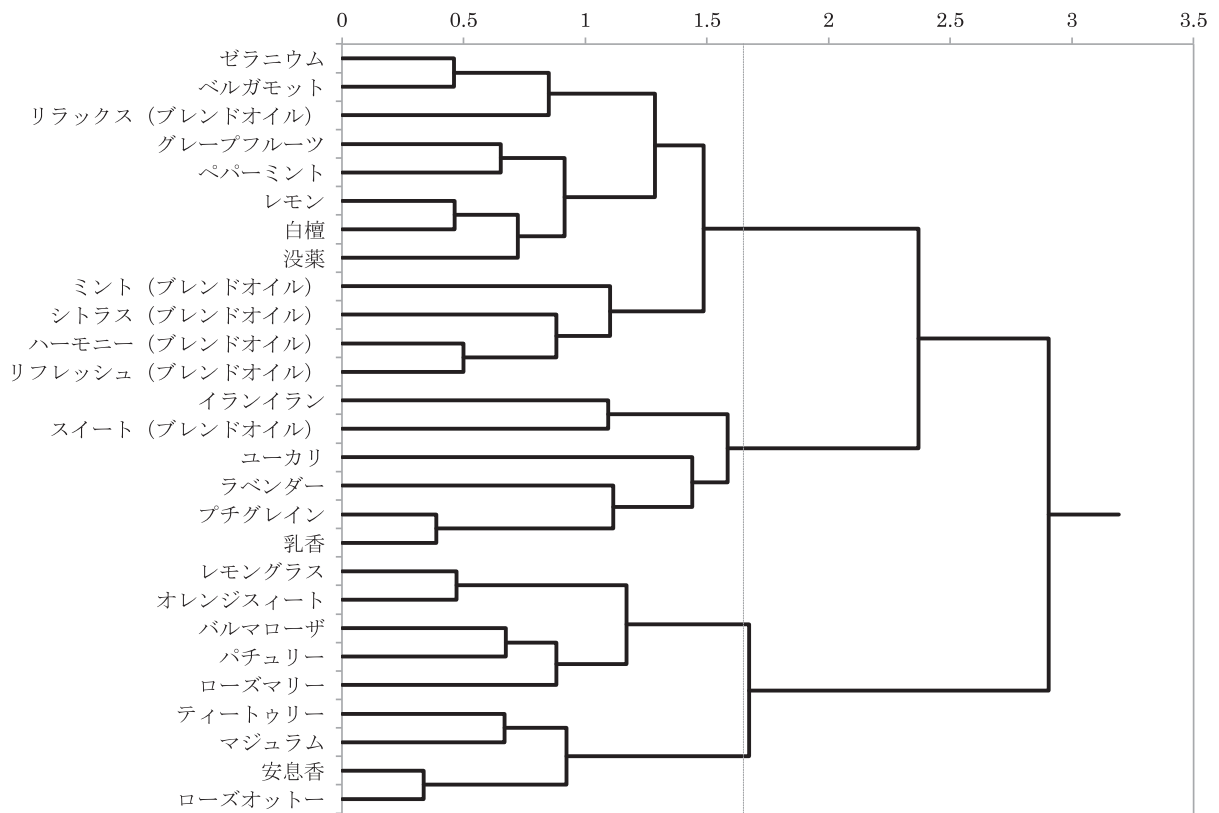 0 0.5 1 1.5 2 2.5 3 3.5
ゼラニウム
ベルガモット
リラックス（ブレンドオイル）
グレープフルーツ
ペパーミント
レモン
白檀
没薬
ミント（ブレンドオイル）
シトラス（ブレンドオイル）
ハーモニー（ブレンドオイル）
リフレッシュ（ブレンドオイル）
イランイラン
スイート（ブレンドオイル）
ユーカリ
ラベンダー
プチグレイン
乳香
レモングラス
オレンジスィート
バルマローザ
パチュリー
ローズマリー
ティートゥリー
マジュラム
安息香
ローズオットー